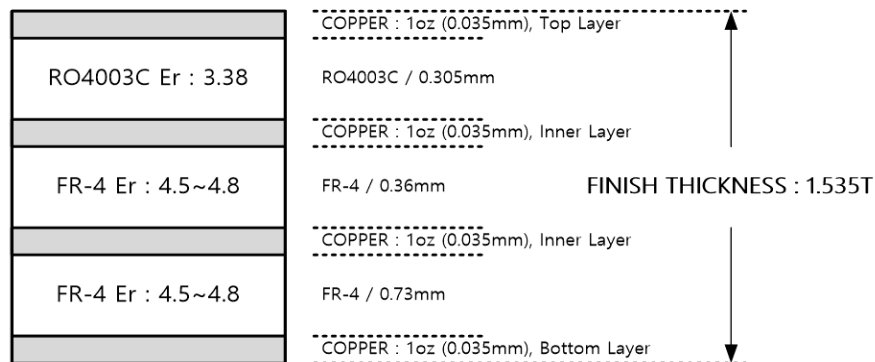 COPPER : 1oz (0.035mm), Top Layer
RO4003C Er : 3.38
RO4003C / 0.305mm
COPPER : 1oz (0.035mm), Inner Layer
FR-4 Er : 4.5~4.8
FR-4 / 0.36mm
FINISH THICKNESS : 1.535T
COPPER : 1oz (0.035mm), Inner Layer
FR-4 Er : 4.5~4.8
FR-4 / 0.73mm
COPPER : 1oz (0.035mm), Bottom Layer